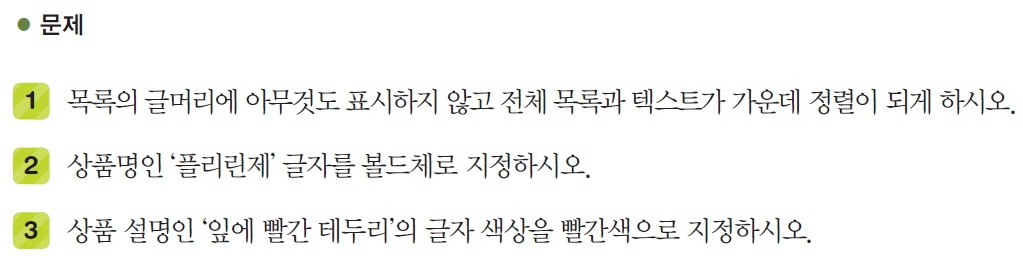 문제
1 목록의 글머리에 아무것도 표시하지 않고 전체 목록과 텍스트가 가운데 정렬이 되게 하시오.
2 상품명인 ‘플리린제’ 글자를 볼드체로 지정하시오.
3 상품 설명인 ‘잎에 빨간 테두리’의 글자 색상을 빨간색으로 지정하시오.